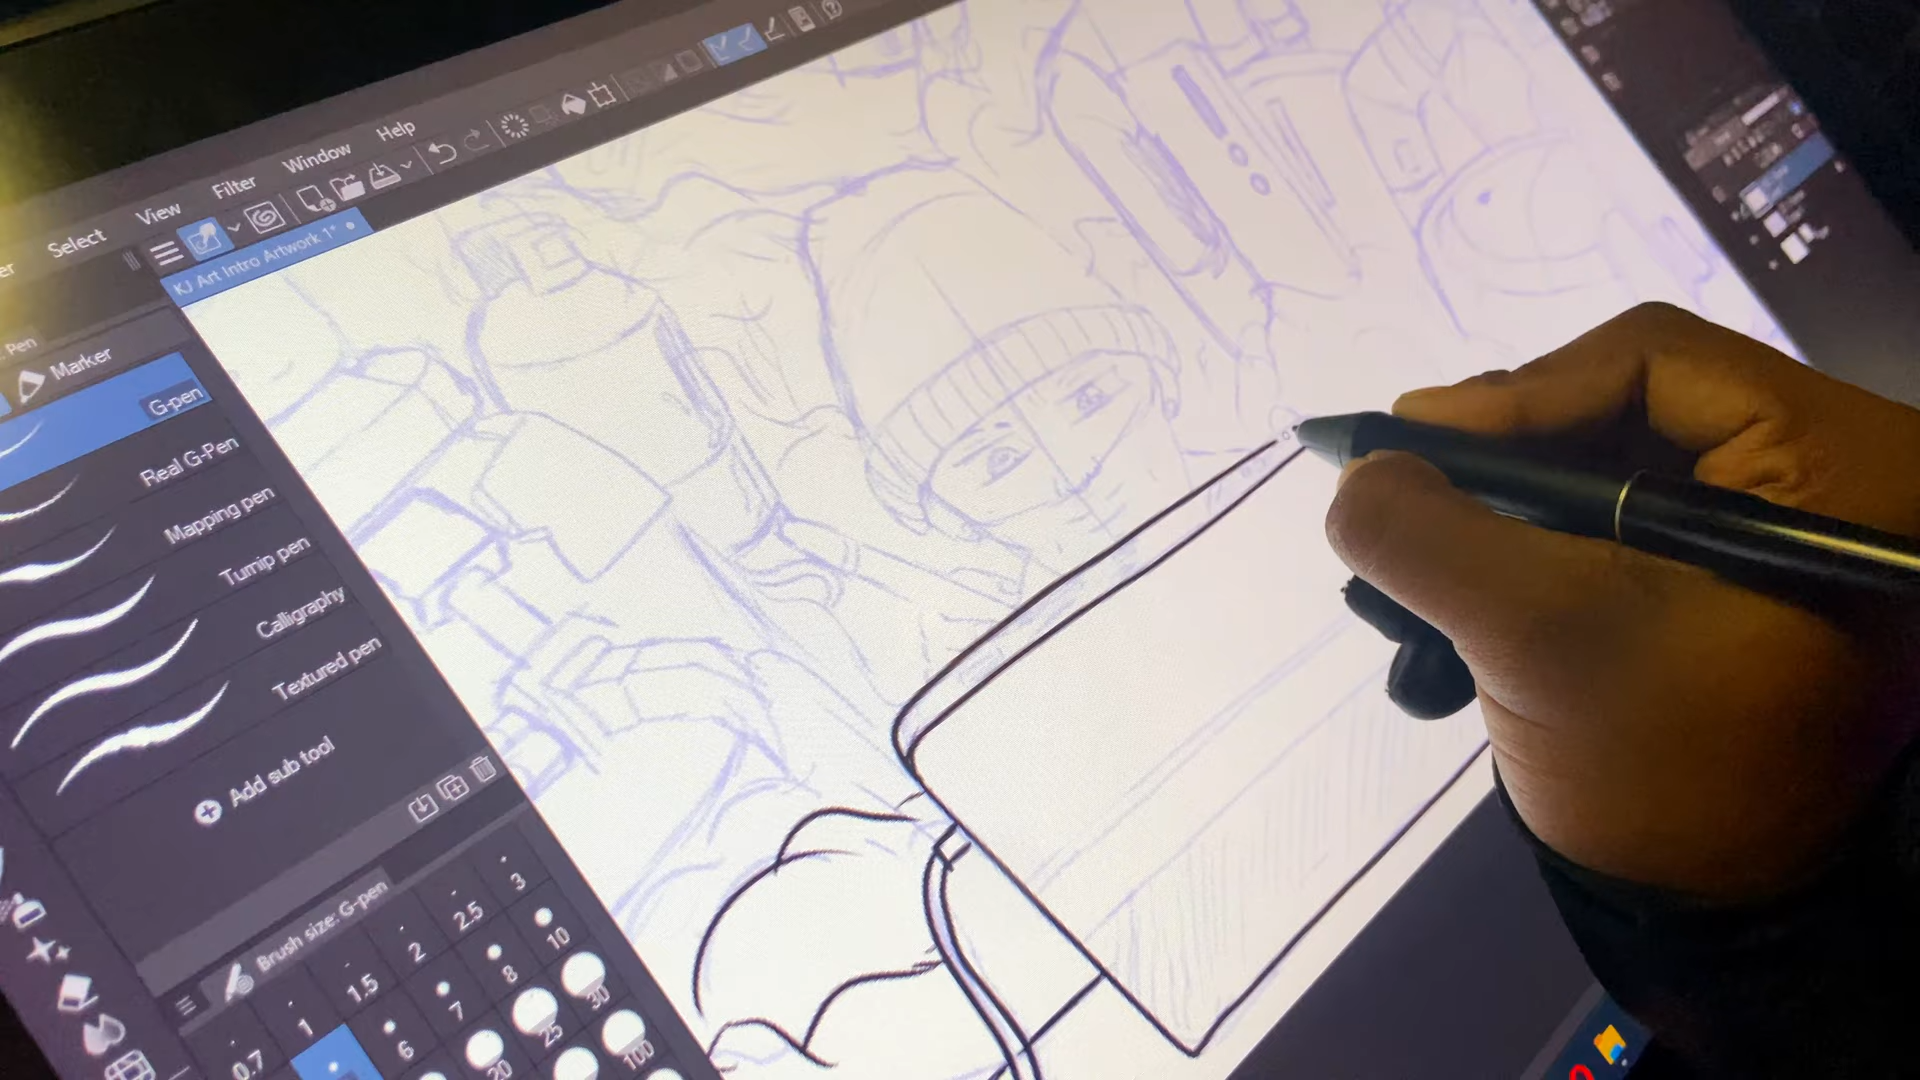 er Select View Filter Window Help
KJ Art Intro Artwork 1*
Pen
Marker
G-pen
Real G-Pen
Mapping pen
Turnip pen
Calligraphy
Textured pen
Add sub tool
Brush size: G-pen
0.7 1 1.5 2 2.5 3
6 7 8 10
20 25 30
100